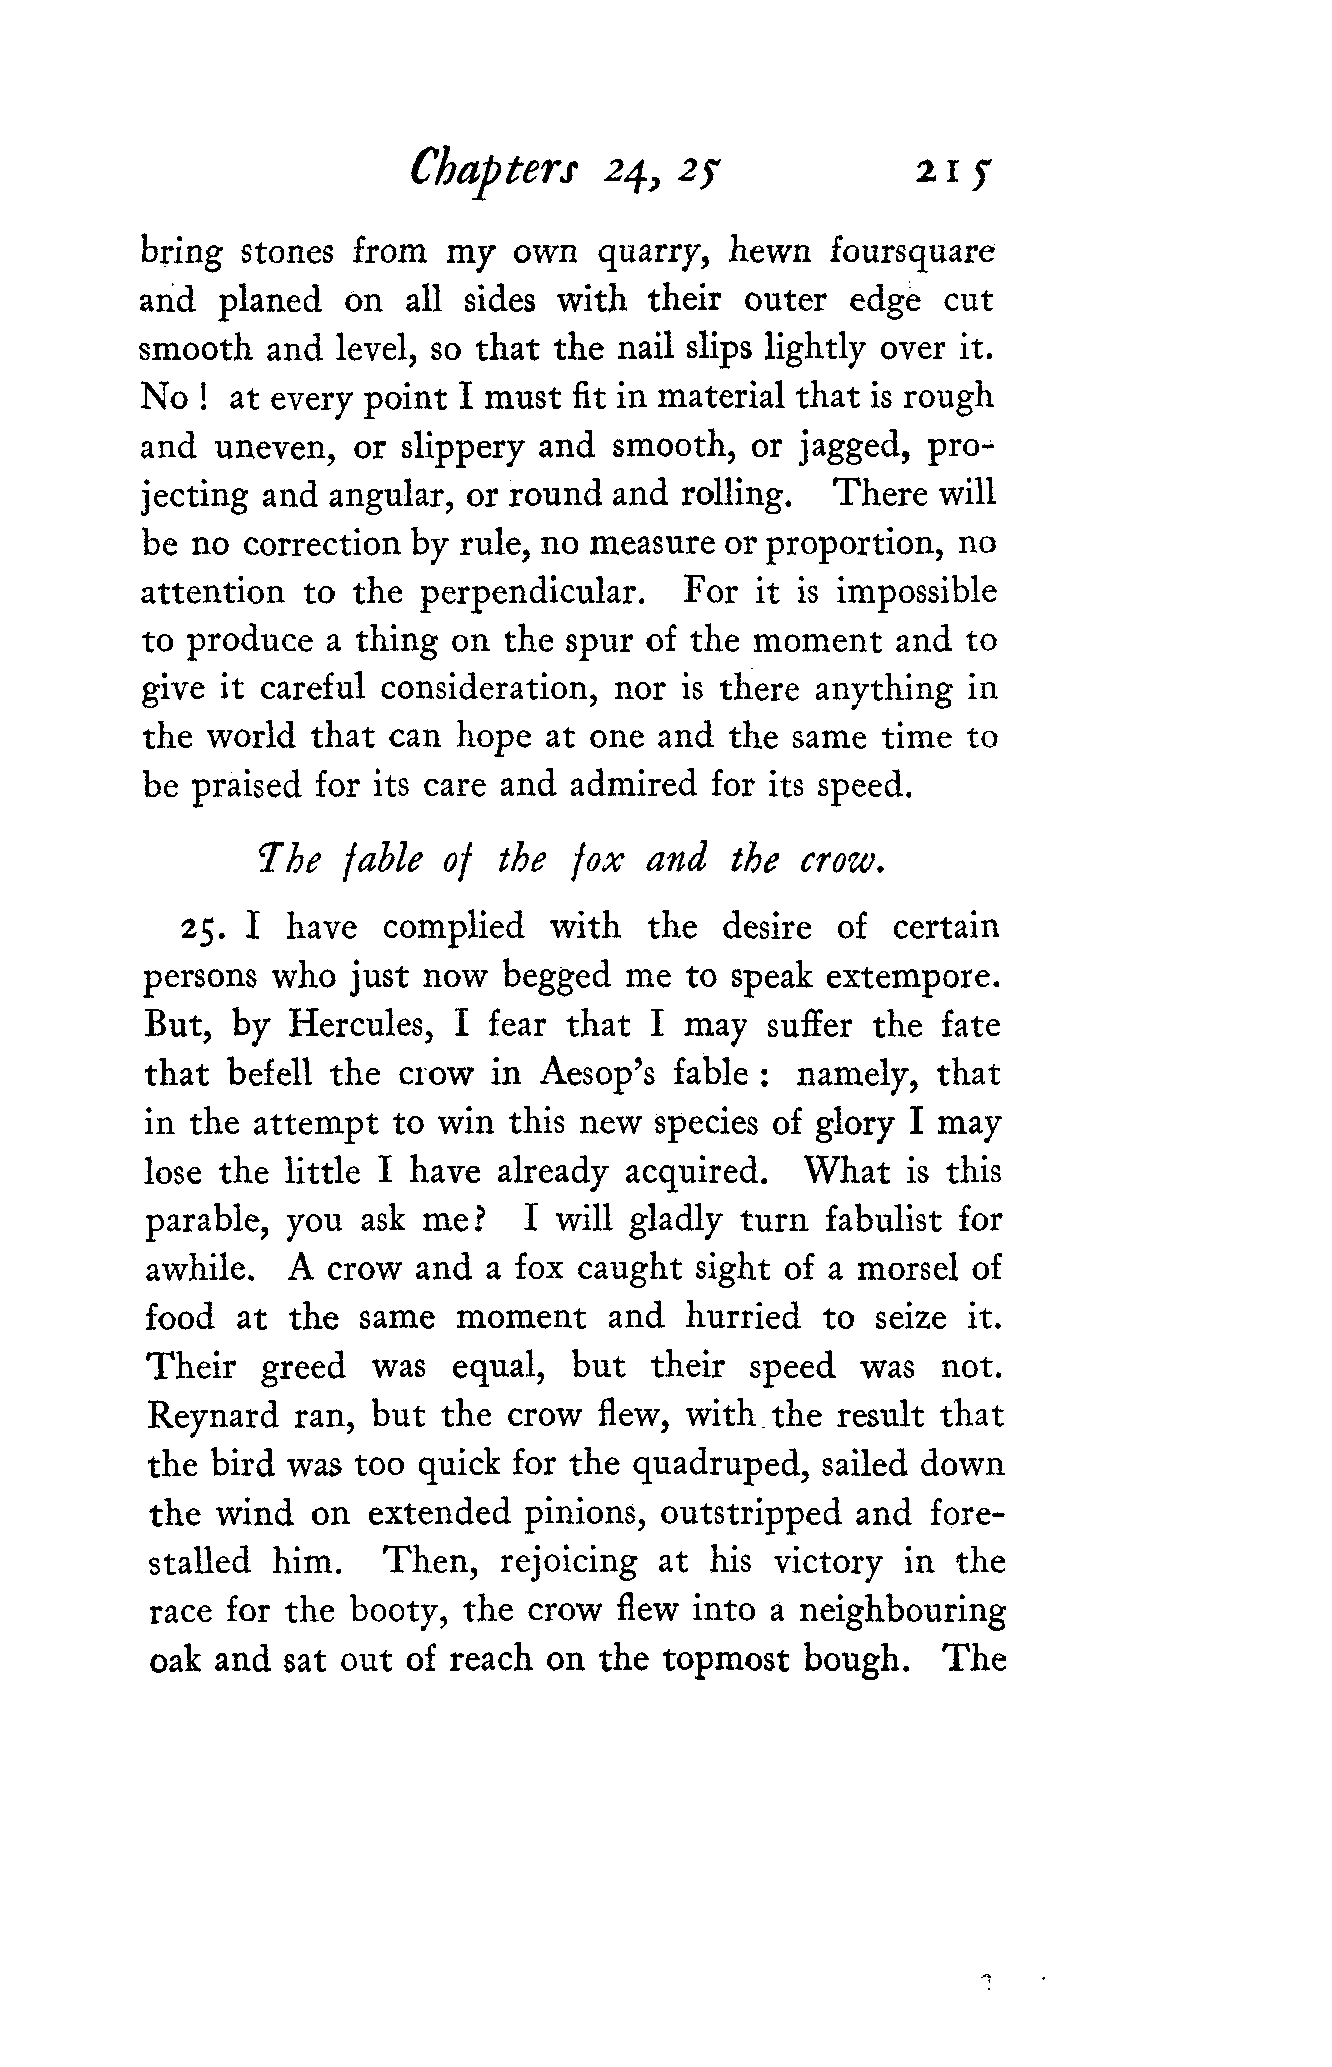 Chapters 24, 25 215
bring stones from my own quarry, hewn foursquare
and planed on all sides with their outer edge cut
smooth and level, so that the nail slips lightly over it.
No ! at every point I must fit in material that is rough
and uneven, or slippery and smooth, or jagged, pro-
jecting and angular, or round and rolling. There will
be no correction by rule, no measure or proportion, no
attention to the perpendicular. For it is impossible
to produce a thing on the spur of the moment and to
give it careful consideration, nor is there anything in
the world that can hope at one and the same time to
be praised for its care and admired for its speed.
The fable of the fox and the crow.
25. I have complied with the desire of certain
persons who just now begged me to speak extempore.
But, by Hercules, I fear that I may suffer the fate
that befell the crow in Aesop's fable : namely, that
in the attempt to win this new species of glory I may
lose the little I have already acquired. What is this
parable, you ask me? I will gladly turn fabulist for
awhile. A crow and a fox caught sight of a morsel of
food at the same moment and hurried to seize it.
Their greed was equal, but their speed was not.
Reynard ran, but the crow flew, with the result that
the bird was too quick for the quadruped, sailed down
the wind on extended pinions, outstripped and fore-
stalled him. Then, rejoicing at his victory in the
race for the booty, the crow flew into a neighbouring
oak and sat out of reach on the topmost bough. The